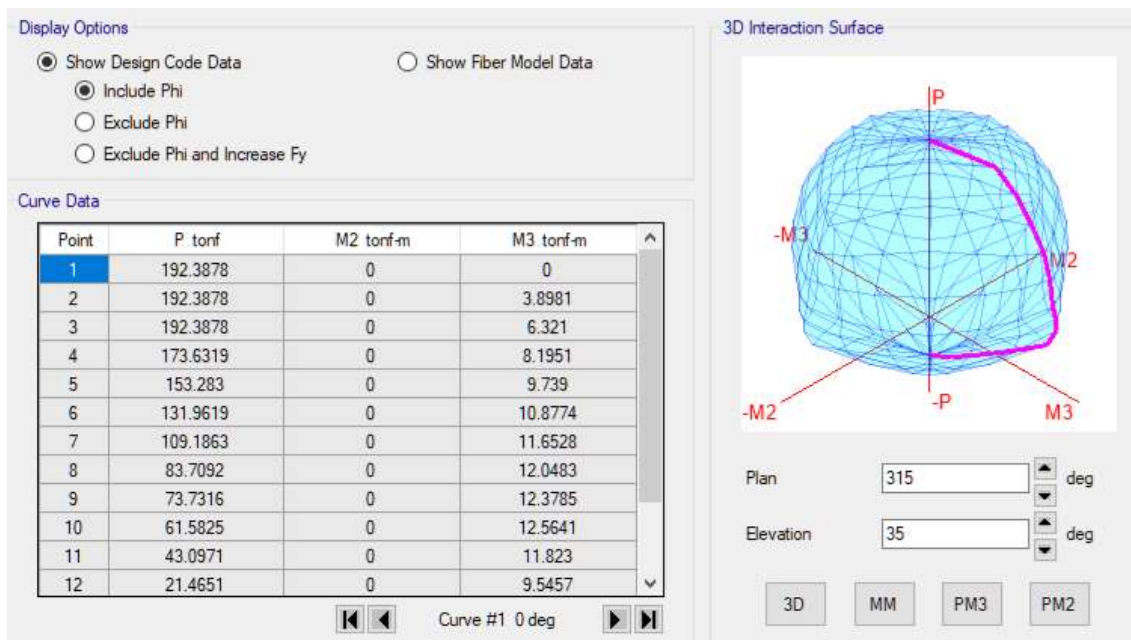 Display Options
Show Design Code Data Show Fiber Model Data
Include Phi
Exclude Phi
Exclude Phi and Increase Fy
Curve Data
Point P tonf M2 tonf-m M3 tonf-m
1 192.3878 0 0
2 192.3878 0 3.8981
3 192.3878 0 6.321
4 173.6319 0 8.1951
5 153.283 0 9.739
6 131.9619 0 10.8774
7 109.1863 0 11.6528
8 83.7092 0 12.0483
9 73.7316 0 12.3785
10 61.5825 0 12.5641
11 43.0971 0 11.823
12 21.4651 0 9.5457
Curve #1 0 deg
3D Interaction Surface
P
-M3
M2
-M2
-P
M3
Plan 315 deg
Elevation 35 deg
3D MM PM3 PM2